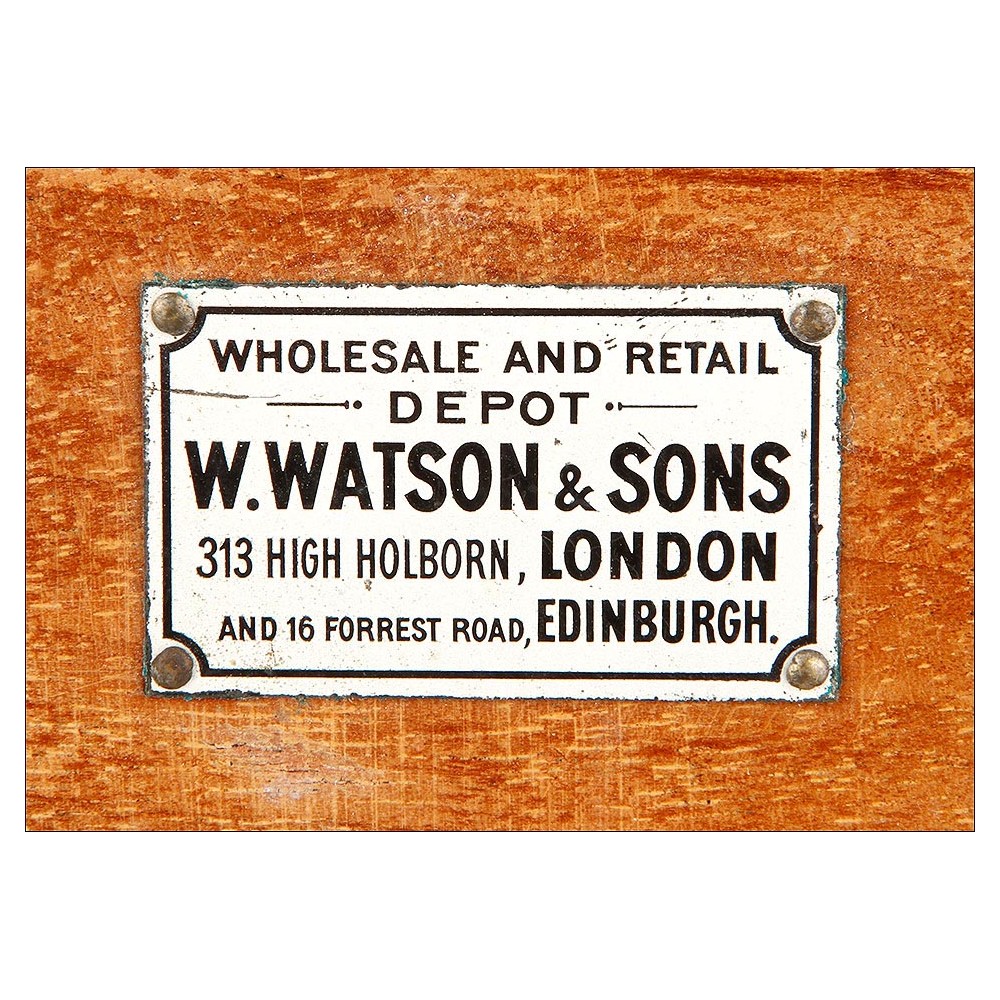 WHOLESALE AND RETAIL
DEPOT
W. WATSON & SONS
313 HIGH HOLBORN, LONDON
AND 16 FORREST ROAD, EDINBURGH.